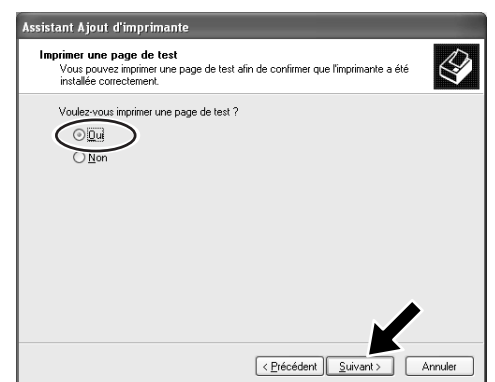 Assistant Ajout d'imprimante
Imprimer une page de test
Vous pouvez imprimer une page de test afin de confirmer que l'imprimante a été
installée correctement.
Voulez-vous imprimer une page de test ?
Oui
Non
< Précédent Suivant > Annuler